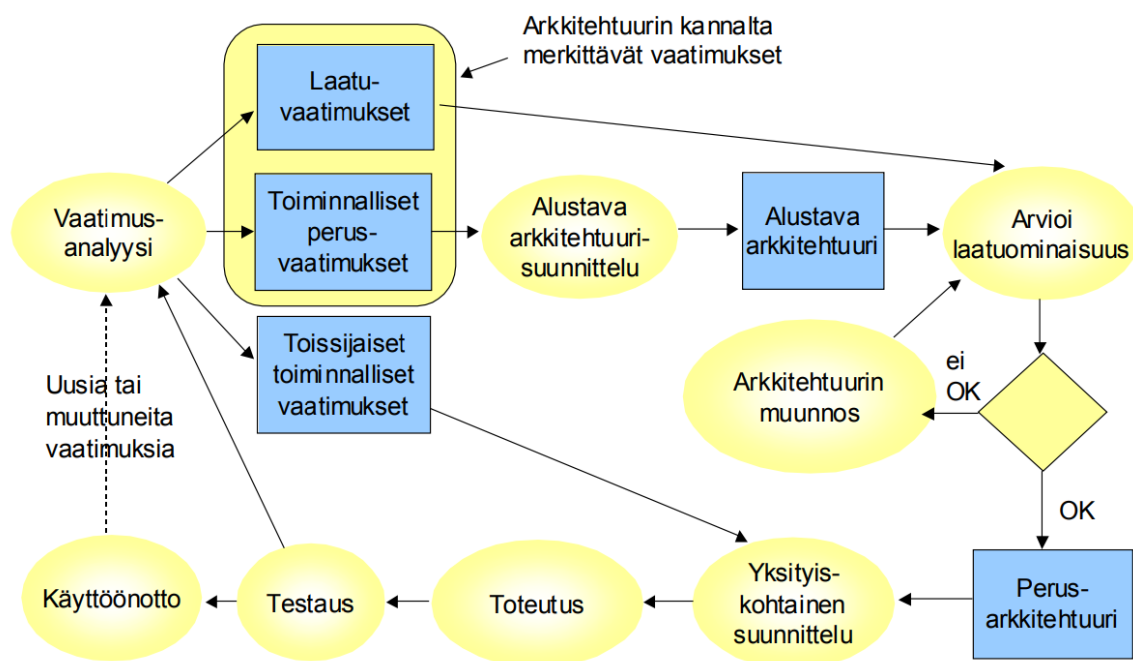 Arkkitehtuurin kannalta
merkittävät vaatimukset
Laatu-
vaatimukset
Vaatimus-
analyysi
Toiminnalliset
perus-
vaatimukset
Alustava
arkkitehtuuri-
suunnittelu
Alustava
arkkitehtuuri
Arvioi
laatuominaisuus
Toissijaiset
toiminnalliset
vaatimukset
Uusia tai
muuttuneita
vaatimuksia
Arkkitehtuurin
muunnos
ei
OK
OK
Käyttöönotto
Testaus
Toteutus
Yksityis-
kohtainen
suunnittelu
Perus-
arkkitehtuuri